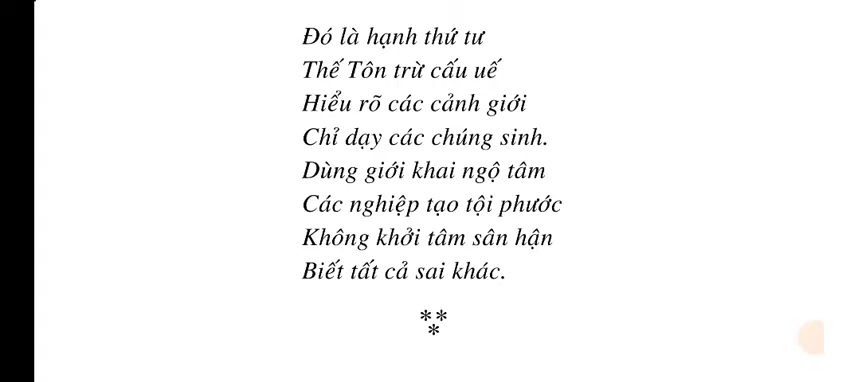 Đó là hạnh thứ tư
Thế Tôn trừ cấu uế
Hiểu rõ các cảnh giới
Chỉ dạy các chúng sinh.
Dùng giới khai ngộ tâm
Các nghiệp tạo tội phước
Không khởi tâm sân hận
Biết tất cả sai khác.
**
*